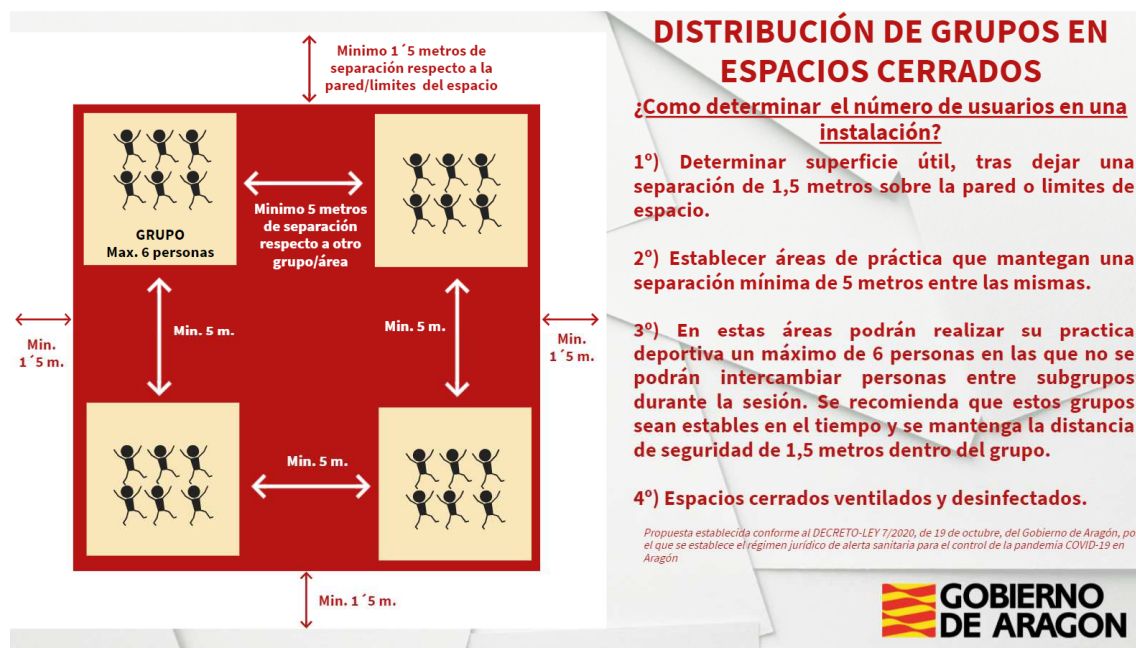 Minimo 1´5 metros de
separación respecto a la
pared/limites del espacio
GRUPO
Max. 6 personas
Minimo 5 metros
de separación
respecto a otro
grupo/área
Min. 5 m.
Min. 5 m.
Min.
1´5 m.
Min.
1´5 m.
Min. 5 m.
Min. 1´5 m.
DISTRIBUCIÓN DE GRUPOS EN
ESPACIOS CERRADOS
¿Como determinar el número de usuarios en una
instalación?
1º) Determinar superficie útil, tras dejar una
separación de 1,5 metros sobre la pared o limites de
espacio.
2º) Establecer áreas de práctica que mantegan una
separación mínima de 5 metros entre las mismas.
3º) En estas áreas podrán realizar su practica
deportiva un máximo de 6 personas en las que no se
podrán intercambiar personas entre subgrupos
durante la sesión. Se recomienda que estos grupos
sean estables en el tiempo y se mantenga la distancia
de seguridad de 1,5 metros dentro del grupo.
4º) Espacios cerrados ventilados y desinfectados.
Propuesta establecida conforme al DECRETO-LEY 7/2020, de 19 de octubre, del Gobierno de Aragón, po
el que se establece el régimen jurídico de alerta sanitaria para el control de la pandemia COVID-19 en
Aragón
GOBIERNO
DE ARAGON